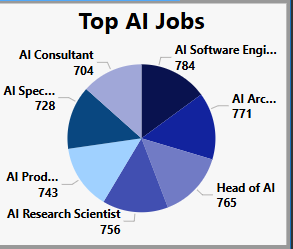 Top AI Jobs
AI Consultant
704
AI Software Engi...
784
AI Spec...
728
AI Arc...
771
AI Prod...
743
Head of AI
765
AI Research Scientist
756